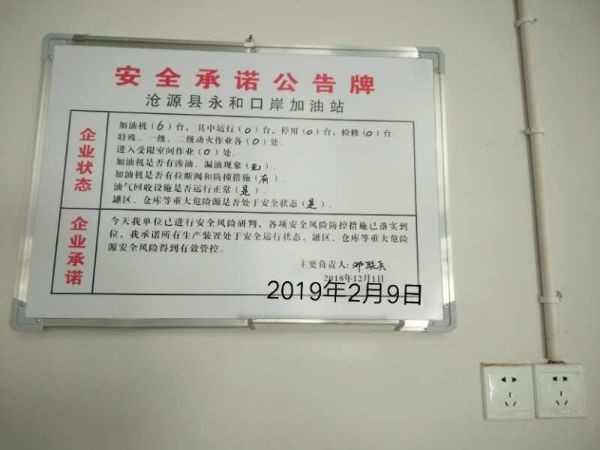 安全承诺公告牌
沧源县永和口岸加油站
企业状态
加油机（6）台，其中运行（0）台，停用（0）台，检修（0）台。
特殊、一级、二级动火作业各（0）处。
进入受限空间作业（0）处。
加油机是否有渗油、漏油现象（无）。
加油机是否有拉断阀和防撞措施（有）。
油气回收设施是否运行正常（是）。
罐区、仓库等重大危险源是否处于安全状态（是）。
企业承诺
今天我单位已进行安全风险研判，各项安全风险防控措施已落实到
位，我承诺所有生产装置处于安全运行状态，罐区、仓库等重大危险
源安全风险得到有效管控。
主要负责人：邓联兵
2018年12月1日
2019年2月9日